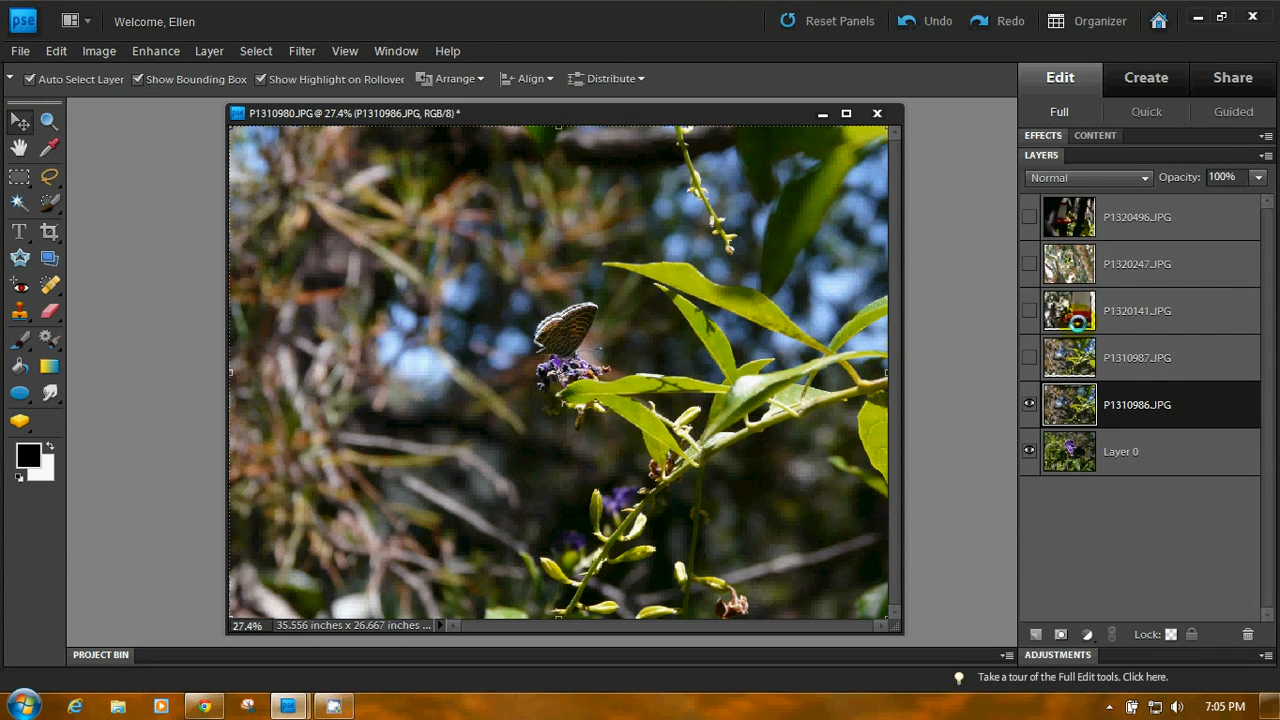 pse Welcome, Ellen Reset Panels Undo Redo Organizer
File Edit Image Enhance Layer Select Filter View Window Help
Auto Select Layer Show Bounding Box Show Highlight on Rollover Arrange Align Distribute
Edit Create Share
Full Quick Guided
P1310980.JPG @ 27.4% (P1310986.JPG, RGB/8) *
EFFECTS CONTENT
LAYERS
Normal Opacity: 100%
P1320496.JPG
P1320247.JPG
P1320141.JPG
P1310987.JPG
P1310986.JPG
Layer 0
27.4% 35.556 inches x 26.667 inches ...
Lock:
PROJECT BIN
ADJUSTMENTS
Take a tour of the Full Edit tools. Click here.
7:05 PM